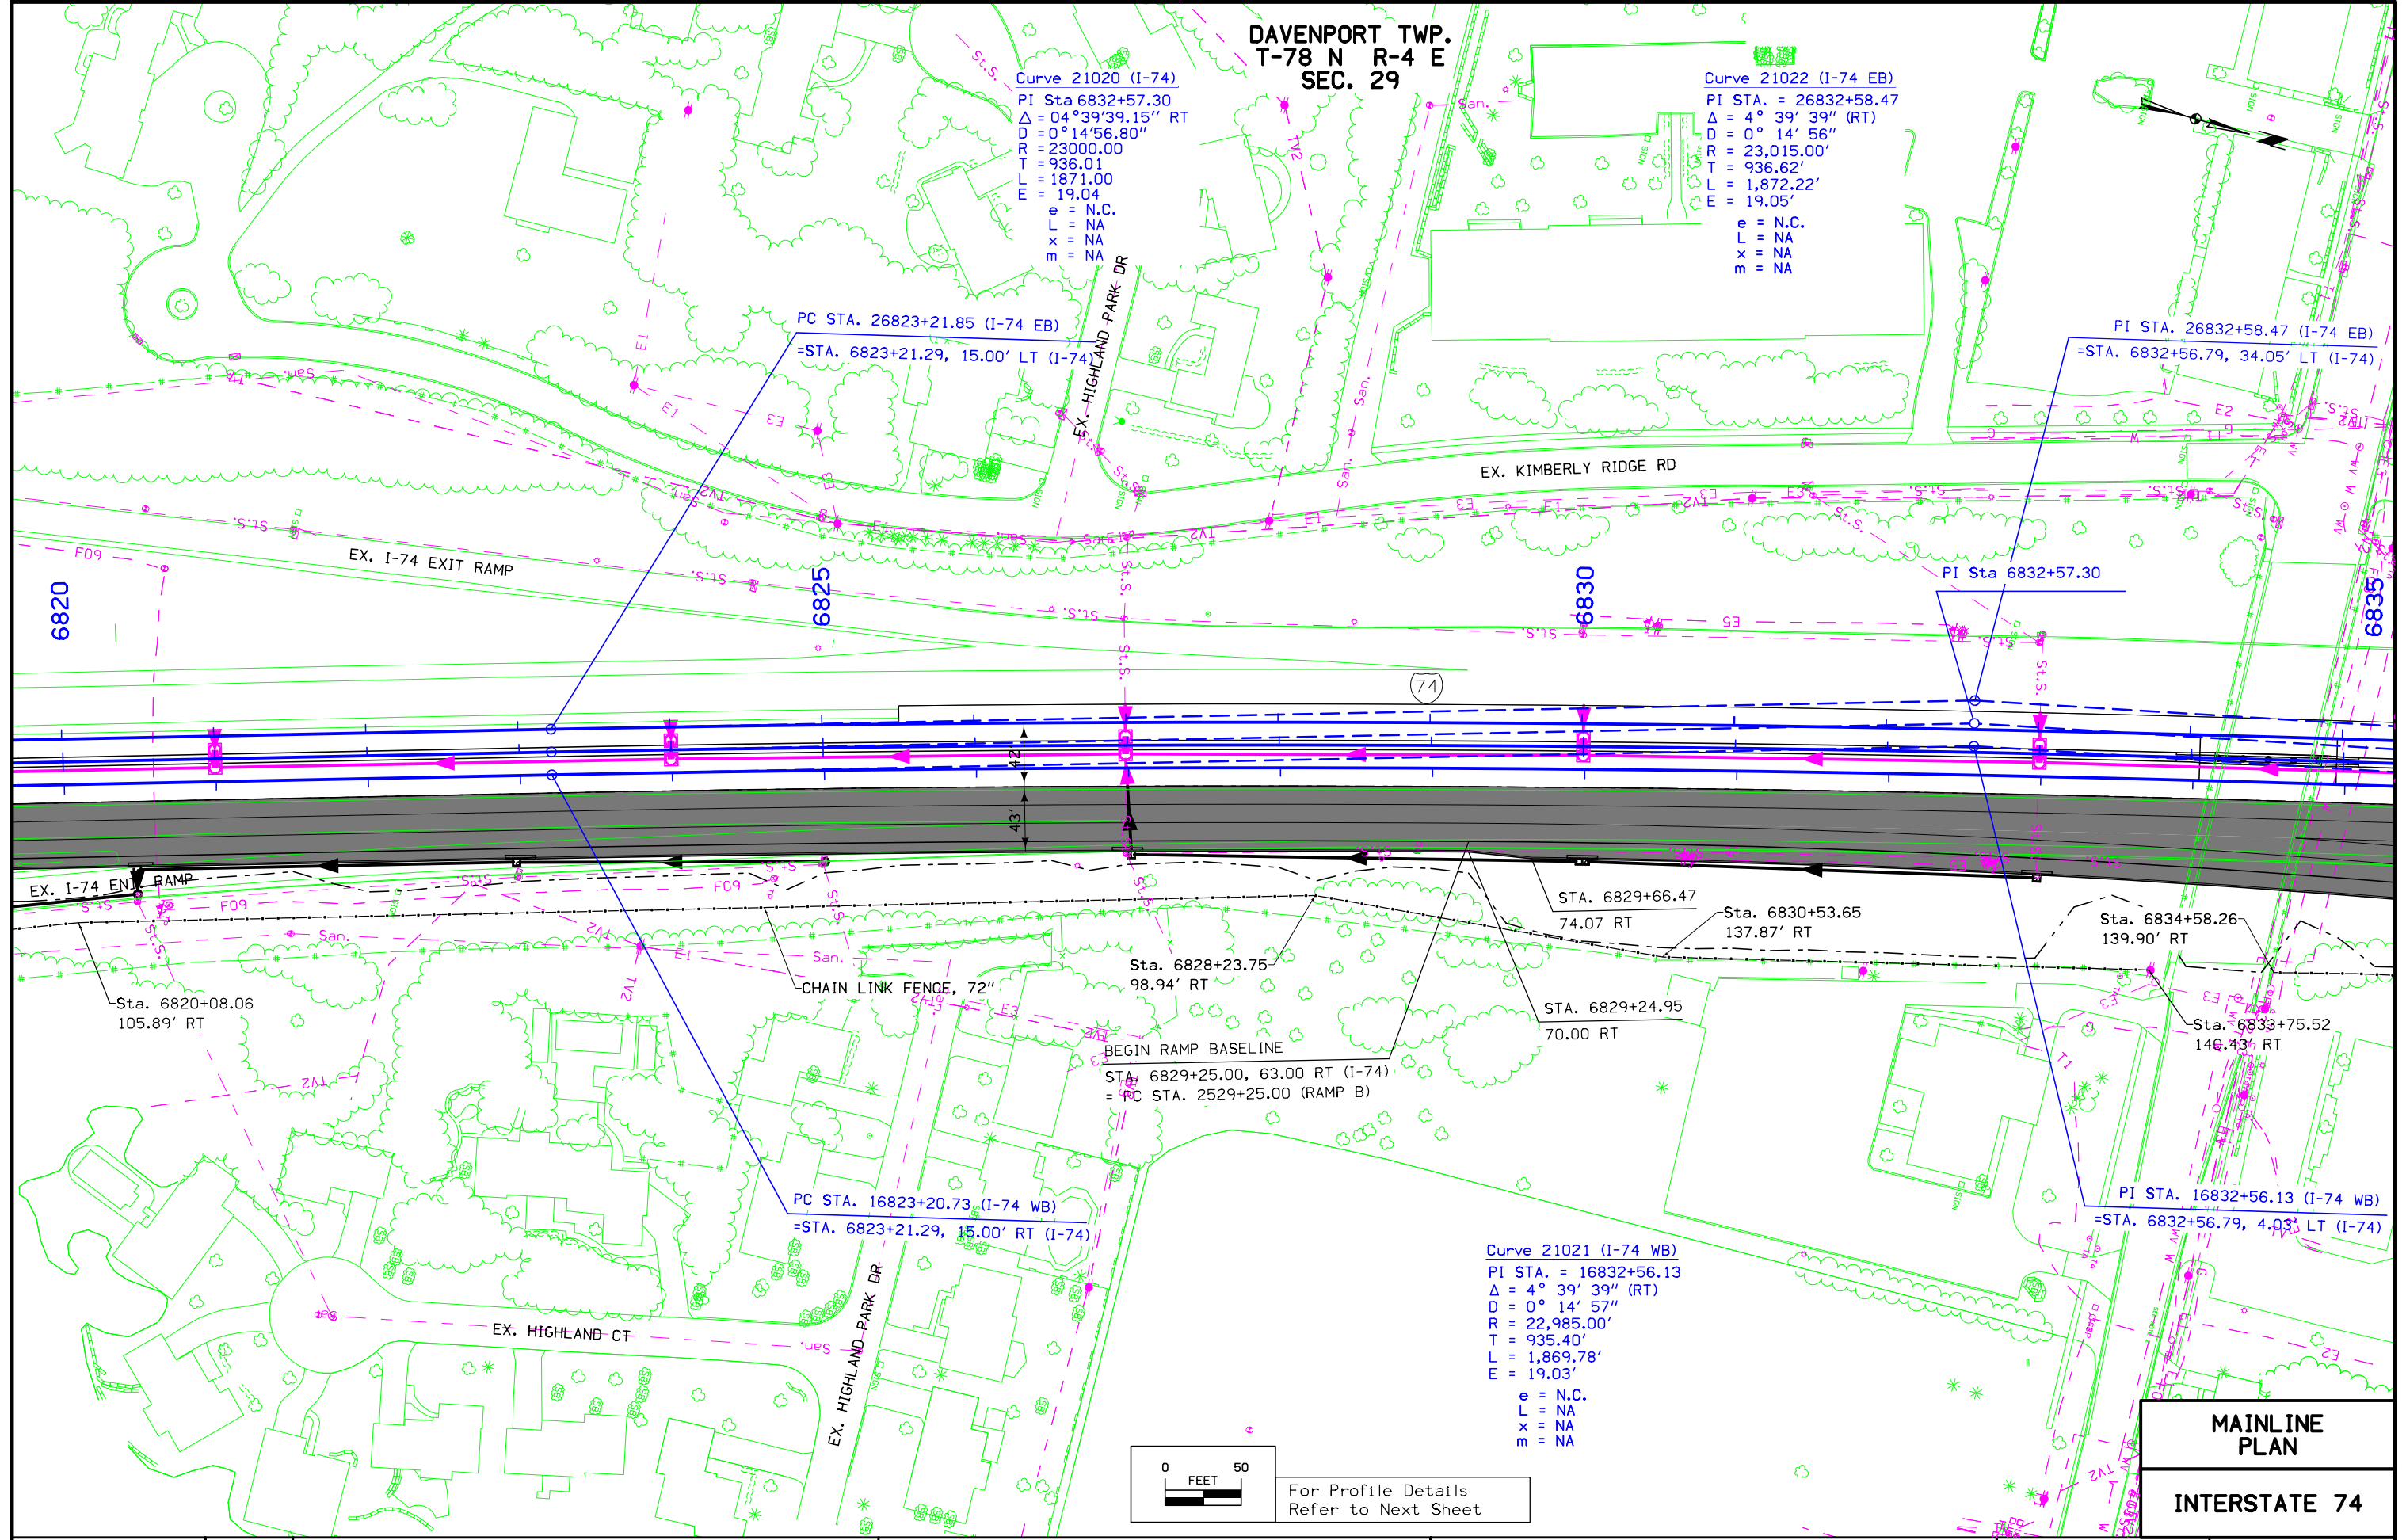 DAVENPORT TWP.
T-78 N R-4 E
SEC. 29
Curve 21020 (I-74)
PI Sta 6832+57.30
Δ = 04°39'39.15" RT
D = 0°14'56.80"
R = 23000.00
T = 936.01
L = 1871.00
E = 19.04
e = N.C.
L = NA
x = NA
m = NA
Curve 21022 (I-74 EB)
PI STA. = 26832+58.47
Δ = 4° 39' 39" (RT)
D = 0° 14' 56"
R = 23,015.00'
T = 936.62'
L = 1,872.22'
E = 19.05'
e = N.C.
L = NA
x = NA
m = NA
PC STA. 26823+21.85 (I-74 EB)
=STA. 6823+21.29, 15.00' LT (I-74)
PI STA. 26832+58.47 (I-74 EB)
=STA. 6832+56.79, 34.05' LT (I-74)
EX. HIGHLAND PARK DR
EX. KIMBERLY RIDGE RD
EX. I-74 EXIT RAMP
PI Sta 6832+57.30
6820
6825
6830
6835
74
42'
43'
EX. I-74 ENT RAMP
STA. 6829+66.47
74.07 RT
Sta. 6830+53.65
137.87' RT
Sta. 6834+58.26
139.90' RT
Sta. 6828+23.75
98.94' RT
CHAIN LINK FENCE, 72"
Sta. 6820+08.06
105.89' RT
STA. 6829+24.95
70.00 RT
Sta. 6833+75.52
140.43' RT
BEGIN RAMP BASELINE
STA. 6829+25.00, 63.00 RT (I-74)
= PC STA. 2529+25.00 (RAMP B)
PC STA. 16823+20.73 (I-74 WB)
=STA. 6823+21.29, 15.00' RT (I-74)
PI STA. 16832+56.13 (I-74 WB)
=STA. 6832+56.79, 4.03' LT (I-74)
Curve 21021 (I-74 WB)
PI STA. = 16832+56.13
Δ = 4° 39' 39" (RT)
D = 0° 14' 57"
R = 22,985.00'
T = 935.40'
L = 1,869.78'
E = 19.03'
e = N.C.
L = NA
x = NA
m = NA
EX. HIGHLAND CT
EX. HIGHLAND PARK DR
0 50
FEET
For Profile Details
Refer to Next Sheet
MAINLINE
PLAN
INTERSTATE 74